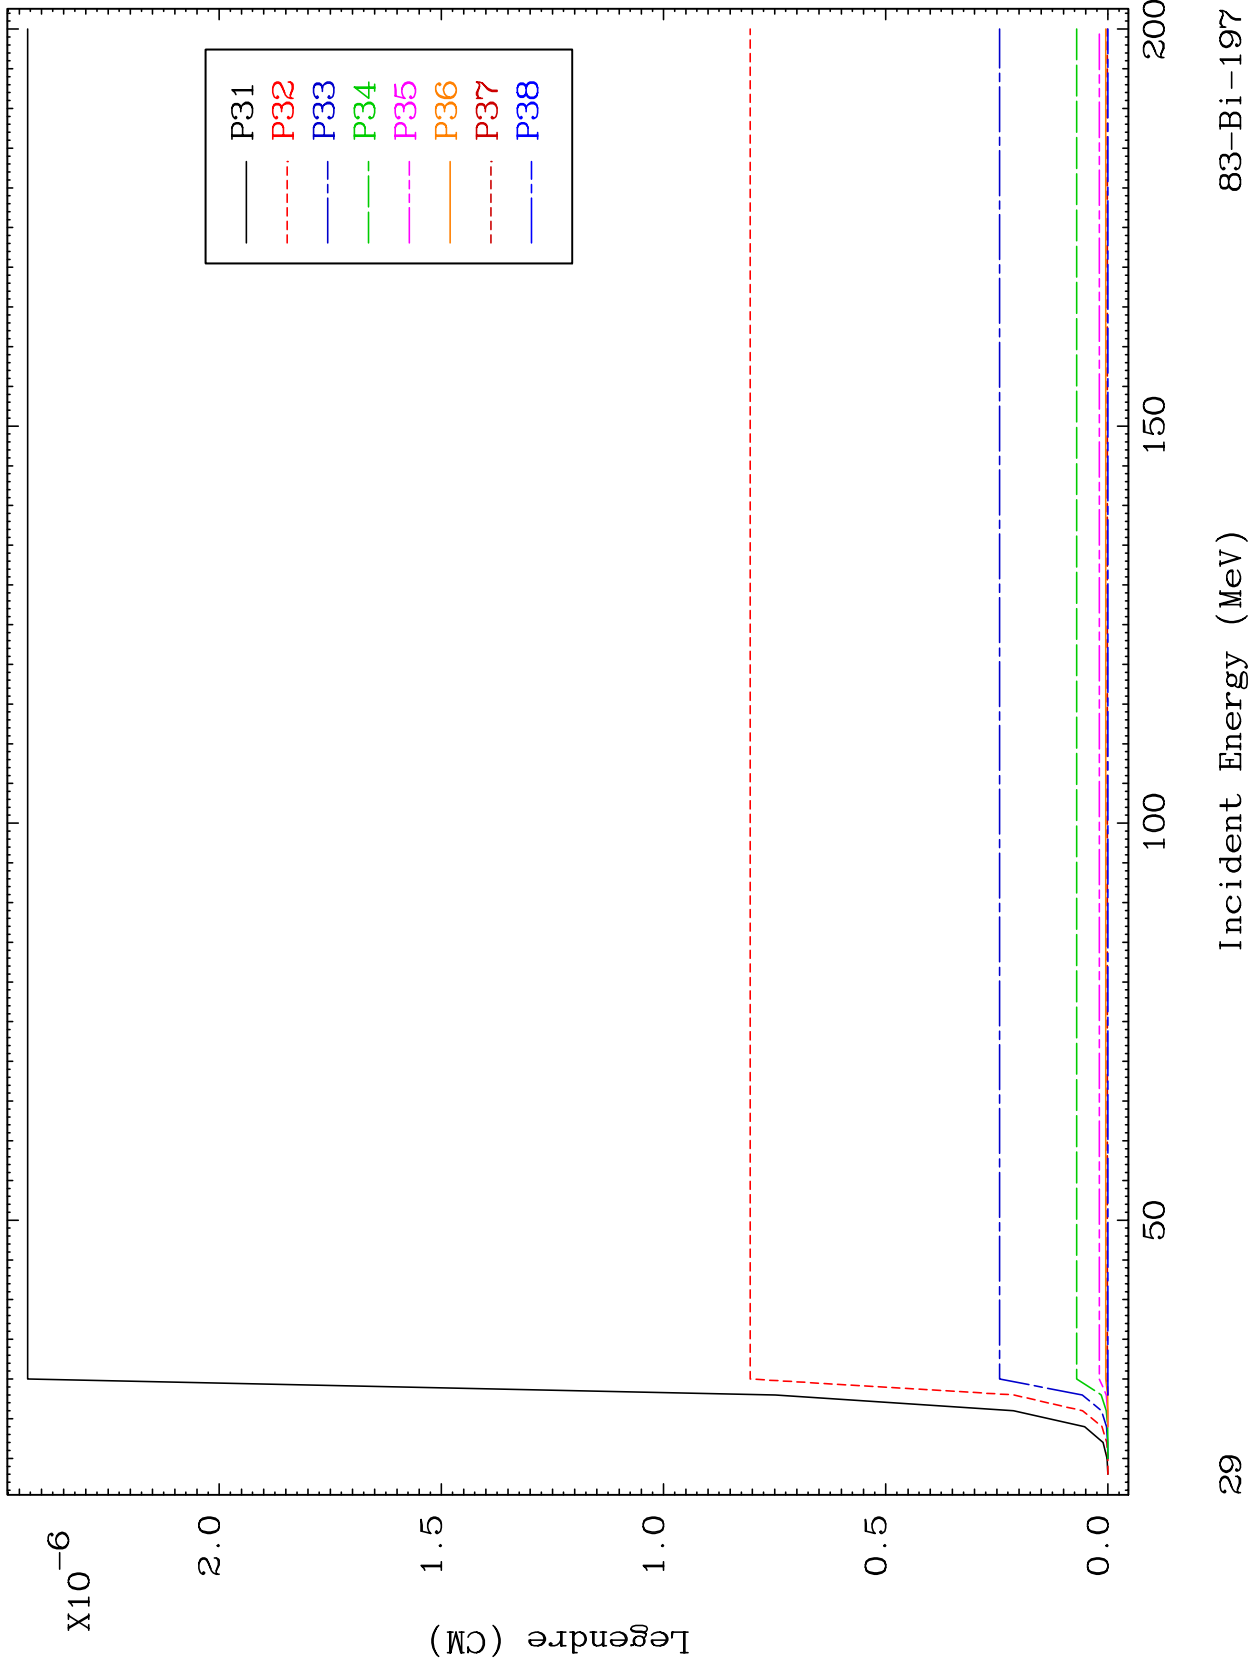 X10-6
2.0
1.5
1.0
0.5
0.0
Legendre (CM)
P31
P32
P33
P34
P35
P36
P37
P38
50
100
150
200
Incident Energy (MeV)
29
83-Bi-197